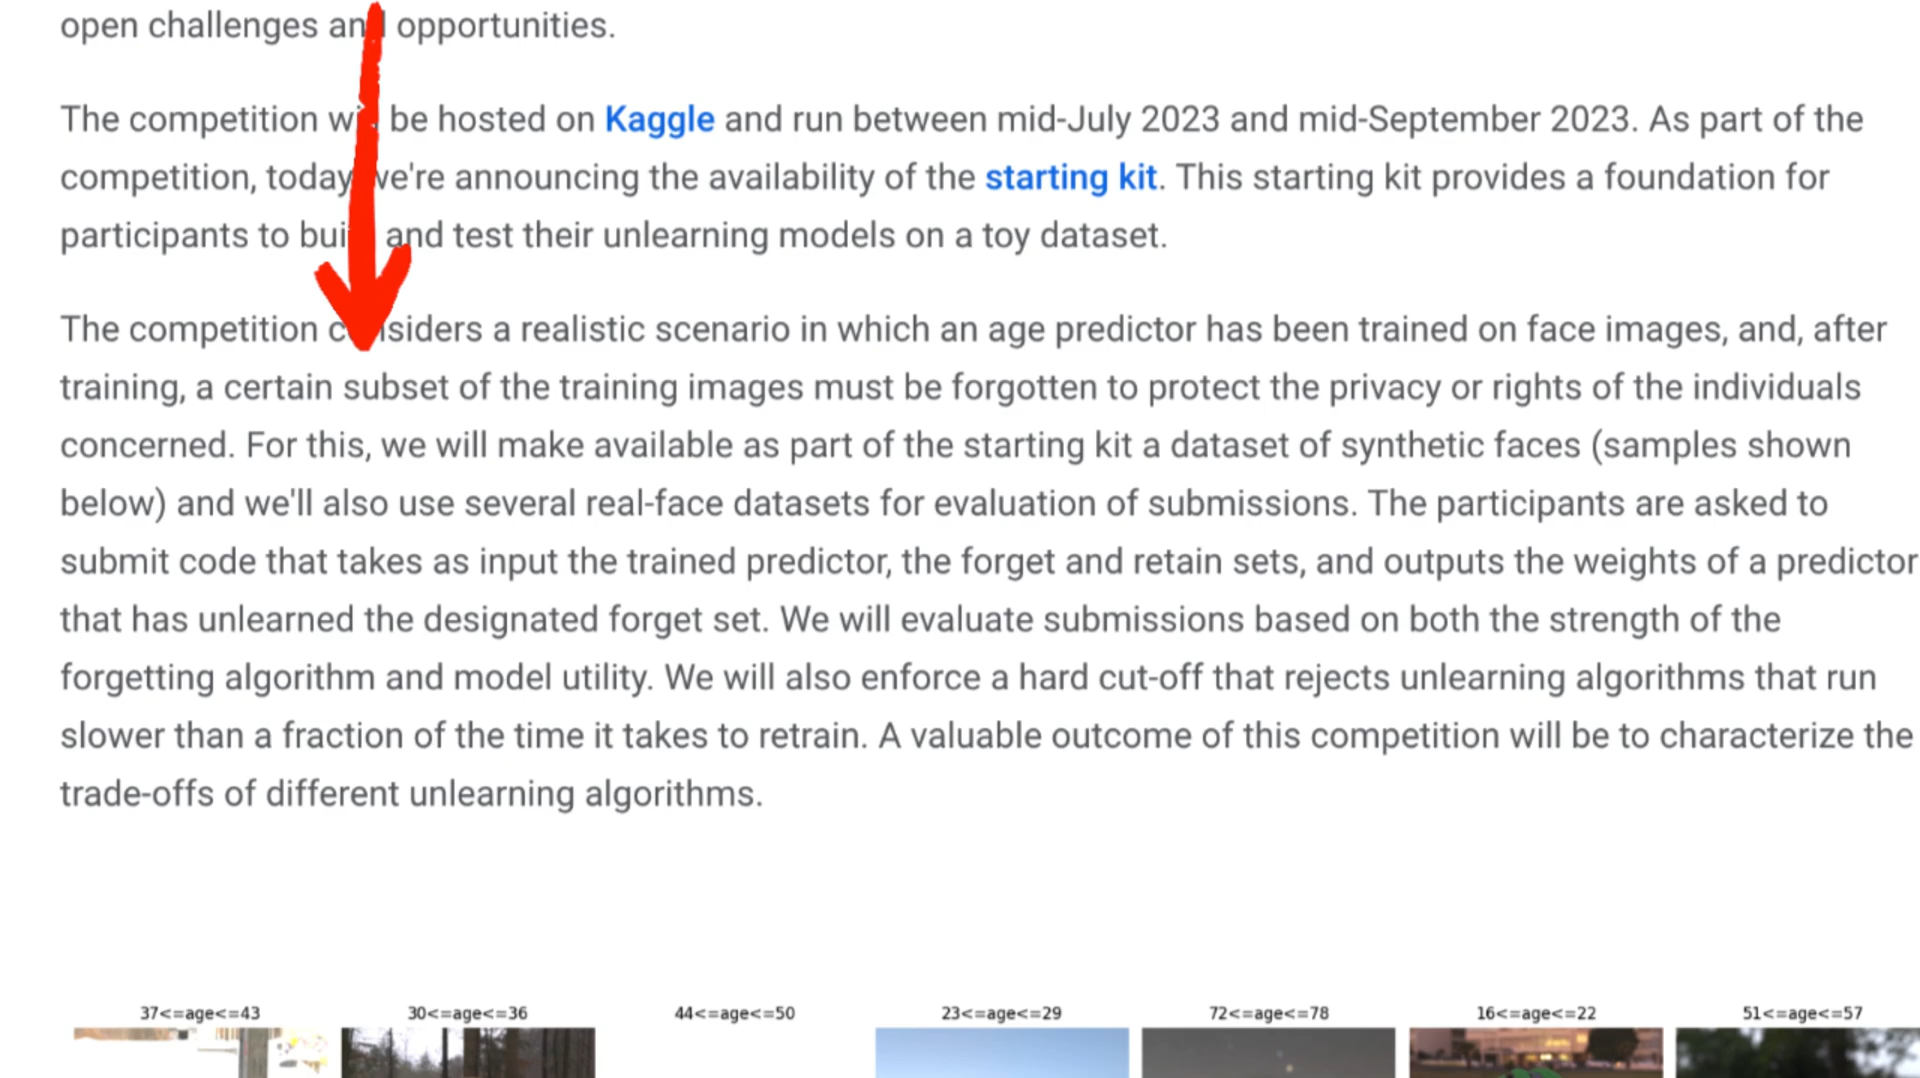 open challenges and opportunities.
The competition will be hosted on Kaggle and run between mid-July 2023 and mid-September 2023. As part of the
competition, today we're announcing the availability of the starting kit. This starting kit provides a foundation for
participants to build and test their unlearning models on a toy dataset.
The competition considers a realistic scenario in which an age predictor has been trained on face images, and, after
training, a certain subset of the training images must be forgotten to protect the privacy or rights of the individuals
concerned. For this, we will make available as part of the starting kit a dataset of synthetic faces (samples shown
below) and we'll also use several real-face datasets for evaluation of submissions. The participants are asked to
submit code that takes as input the trained predictor, the forget and retain sets, and outputs the weights of a predictor
that has unlearned the designated forget set. We will evaluate submissions based on both the strength of the
forgetting algorithm and model utility. We will also enforce a hard cut-off that rejects unlearning algorithms that run
slower than a fraction of the time it takes to retrain. A valuable outcome of this competition will be to characterize the
trade-offs of different unlearning algorithms.
37<=age<=43 30<=age<=36 44<=age<=50 23<=age<=29 72<=age<=78 16<=age<=22 51<=age<=57